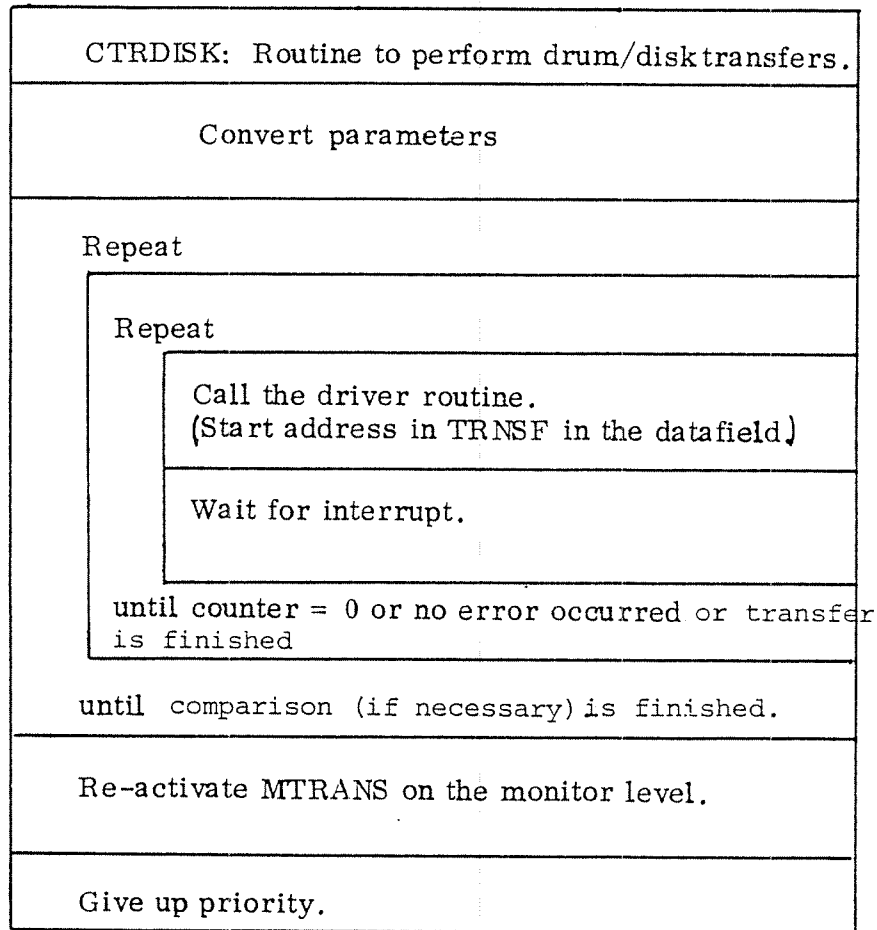 CTRDISK: Routine to perform drum/disktransfers.
Convert parameters
Repeat
Repeat
Call the driver routine.
(Start address in TRNSF in the datafield)
Wait for interrupt.
until counter = 0 or no error occurred or transfer
is finished
until comparison (if necessary) is finished.
Re-activate MTRANS on the monitor level.
Give up priority.